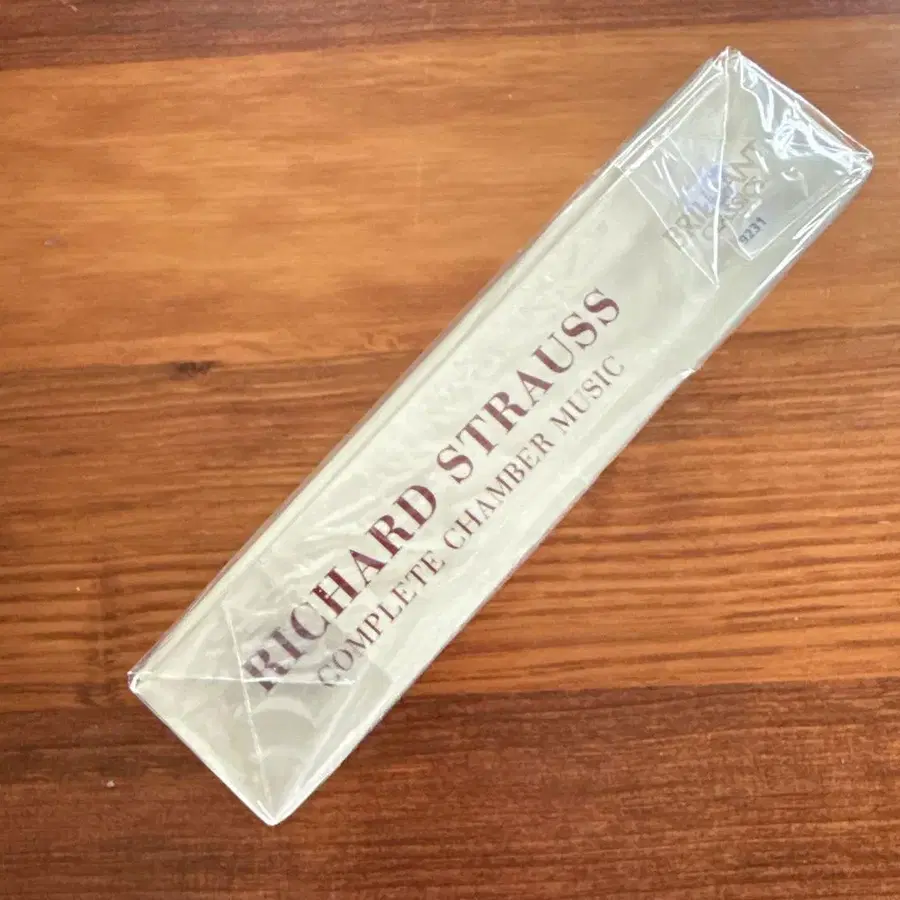 RICHARD STRAUSS
COMPLETE CHAMBER MUSIC
BRILLIANT
CLASSICS
9231